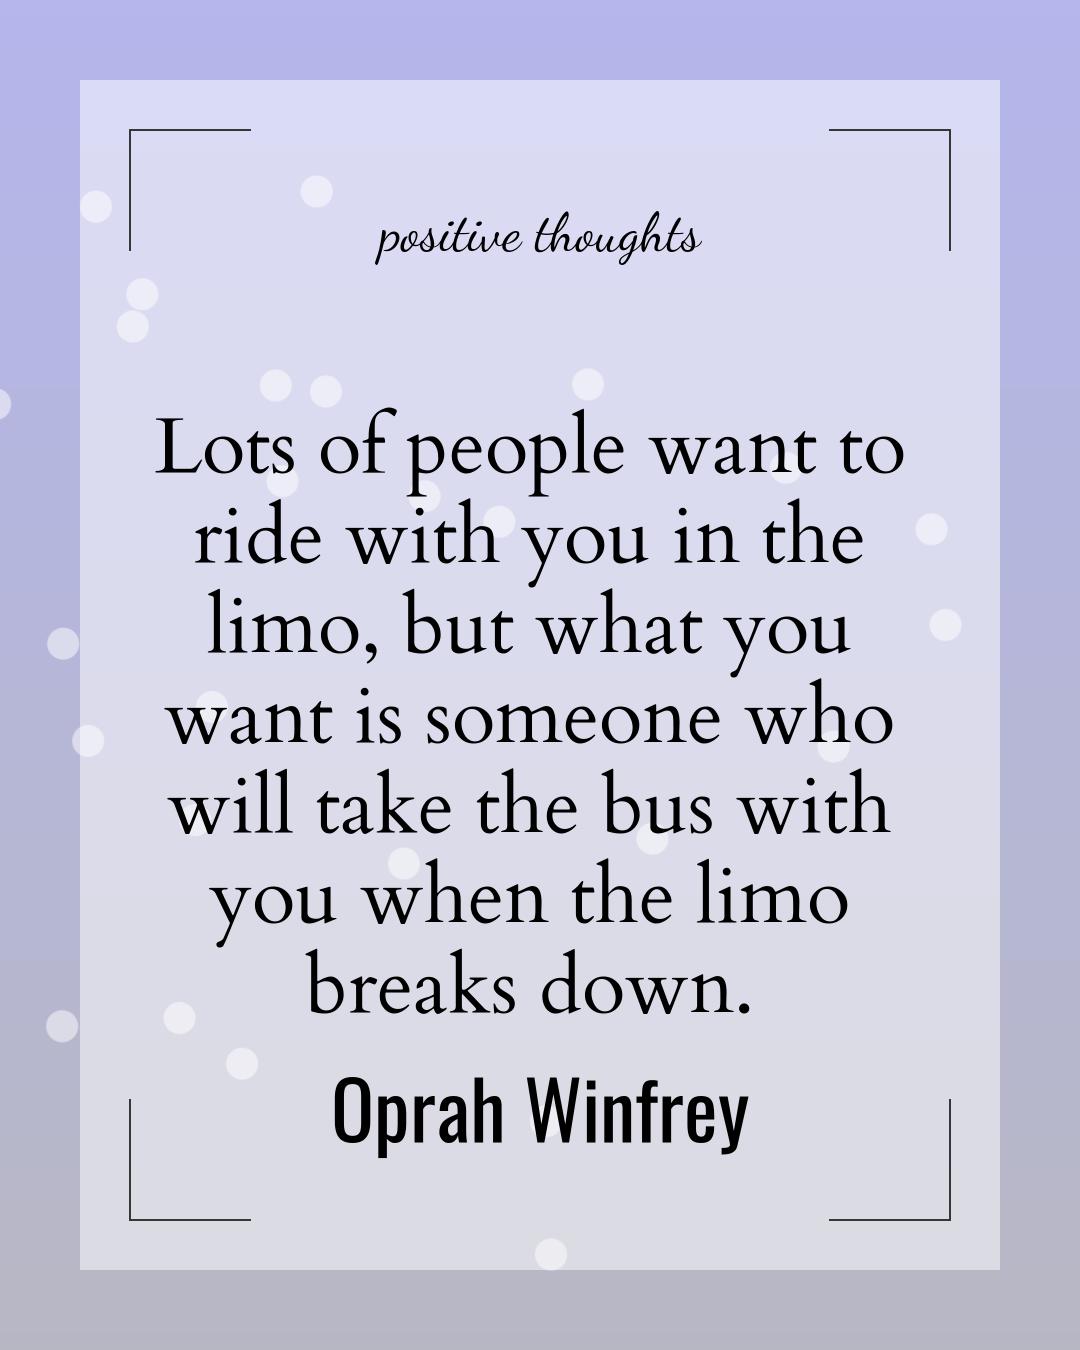 positive thoughts
Lots of people want to
ride with you in the
limo, but what you
want is someone who
will take the bus with
you when the limo
breaks down.
Oprah Winfrey